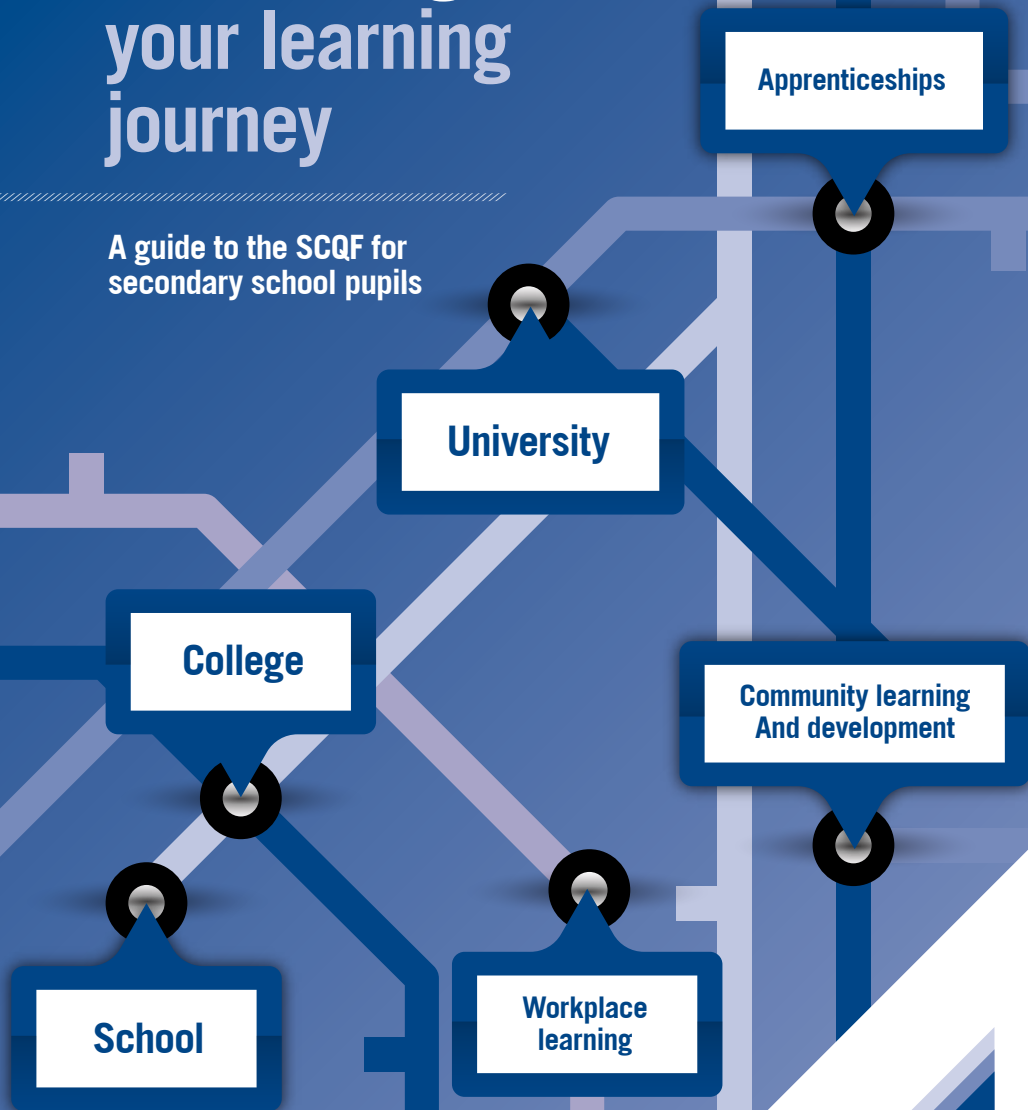 your learning
journey
A guide to the SCQF for
secondary school pupils
Apprenticeships
University
College
Community learning
And development
School
Workplace
learning